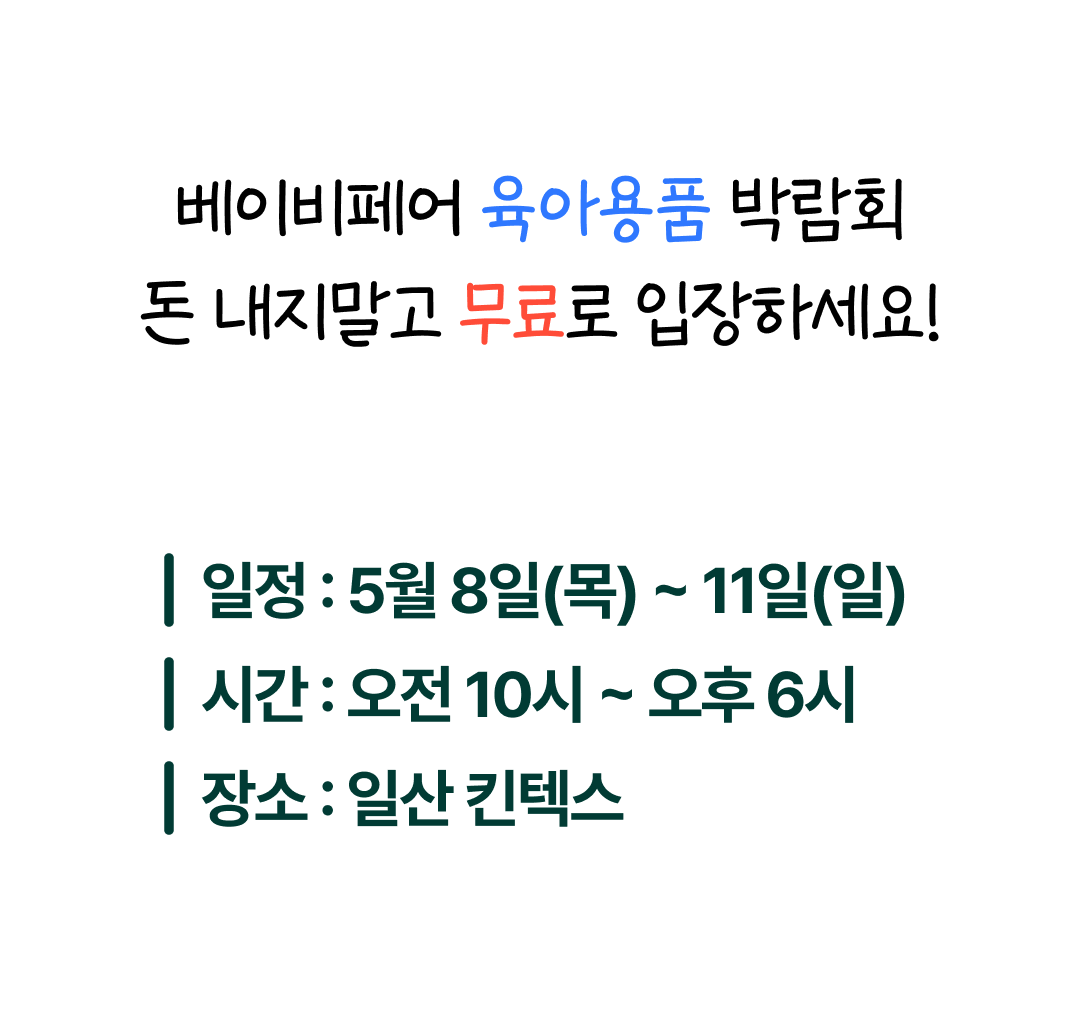 베이비페어 육아용품 박람회
돈 내지말고 무료로 입장하세요!
일정 : 5월 8일(목) ~ 11일(일)
시간 : 오전 10시 ~ 오후 6시
장소 : 일산 킨텍스